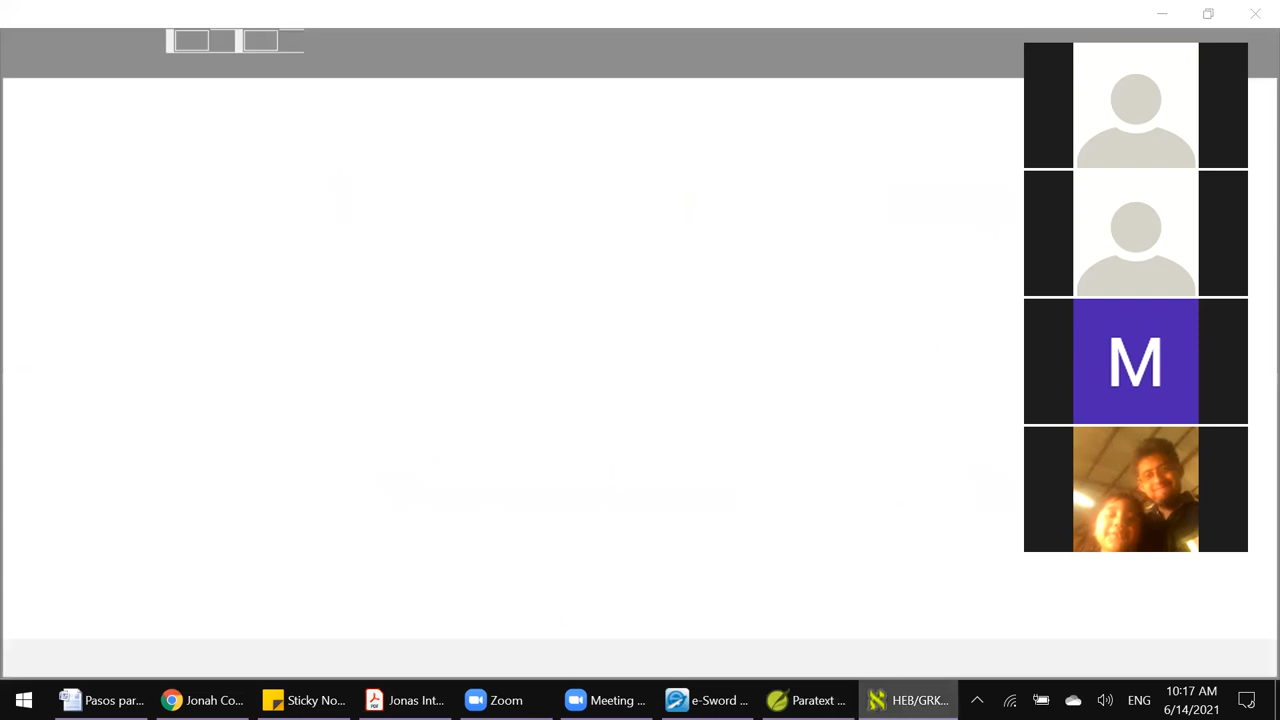 M
Pasos par...
Jonah Co...
Sticky No...
Jonas Int...
Zoom
Meeting ...
e-Sword ...
Paratext ...
HEB/GRK...
ENG
10:17 AM
6/14/2021